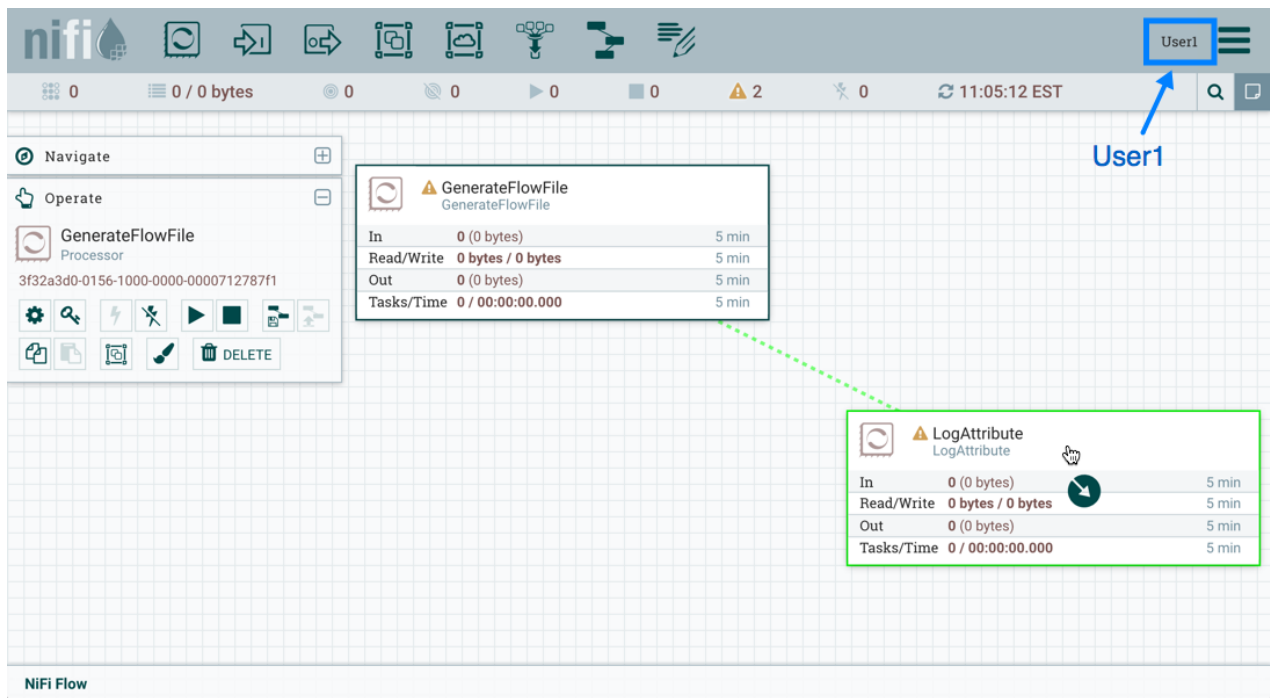 nifi
User1
0
0 / 0 bytes
0
0
0
0
2
0
11:05:12 EST
User1
Navigate
Operate
GenerateFlowFile
Processor
3f32a3d0-0156-1000-0000-0000712787f1
DELETE
GenerateFlowFile
GenerateFlowFile
In 0 (0 bytes) 5 min
Read/Write 0 bytes / 0 bytes 5 min
Out 0 (0 bytes) 5 min
Tasks/Time 0 / 00:00:00.000 5 min
LogAttribute
LogAttribute
In 0 (0 bytes) 5 min
Read/Write 0 bytes / 0 bytes 5 min
Out 0 (0 bytes) 5 min
Tasks/Time 0 / 00:00:00.000 5 min
NiFi Flow